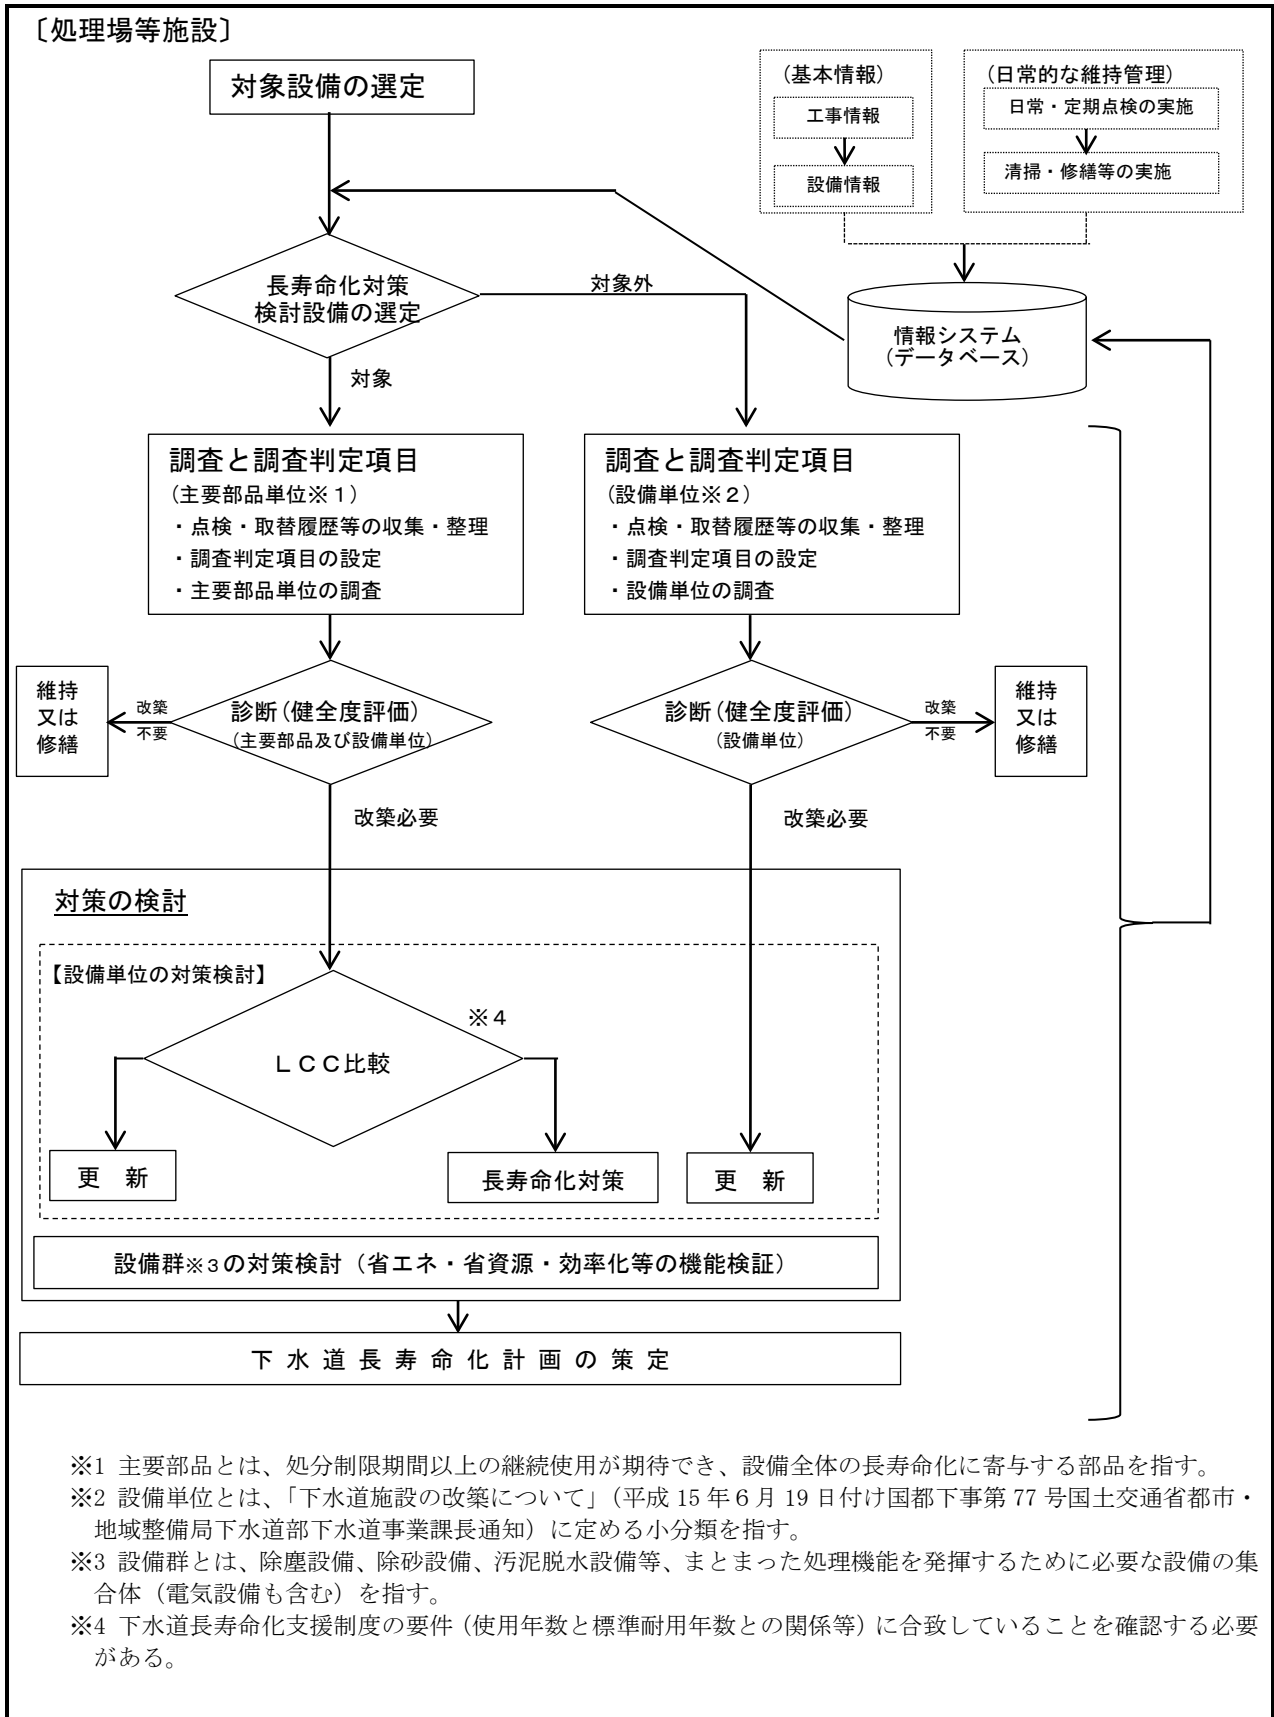 〔処理場等施設〕
対象設備の選定
(基本情報)
工事情報
設備情報
(日常的な維持管理)
日常・定期点検の実施
清掃・修繕等の実施
情報システム
(データベース)
長寿命化対策
検討設備の選定
対象外
対象
調査と調査判定項目
(主要部品単位※1)
・点検・取替履歴等の収集・整理
・調査判定項目の設定
・主要部品単位の調査
調査と調査判定項目
(設備単位※2)
・点検・取替履歴等の収集・整理
・調査判定項目の設定
・設備単位の調査
維持
又は
修繕
改築
不要
診断(健全度評価)
(主要部品及び設備単位)
診断(健全度評価)
(設備単位)
改築
不要
維持
又は
修繕
改築必要
改築必要
対策の検討
【設備単位の対策検討】
※4
LCC比較
更 新
長寿命化対策
更 新
設備群※3の対策検討(省エネ・省資源・効率化等の機能検証)
下水道長寿命化計画の策定
※1 主要部品とは、処分制限期間以上の継続使用が期待でき、設備全体の長寿命化に寄与する部品を指す。
※2 設備単位とは、「下水道施設の改築について」(平成 15 年6月 19 日付け国都下事第 77 号国土交通省都市・
地域整備局下水道部下水道事業課長通知)に定める小分類を指す。
※3 設備群とは、除塵設備、除砂設備、汚泥脱水設備等、まとまった処理機能を発揮するために必要な設備の集
合体(電気設備も含む)を指す。
※4 下水道長寿命化支援制度の要件(使用年数と標準耐用年数との関係等)に合致していることを確認する必要
がある。